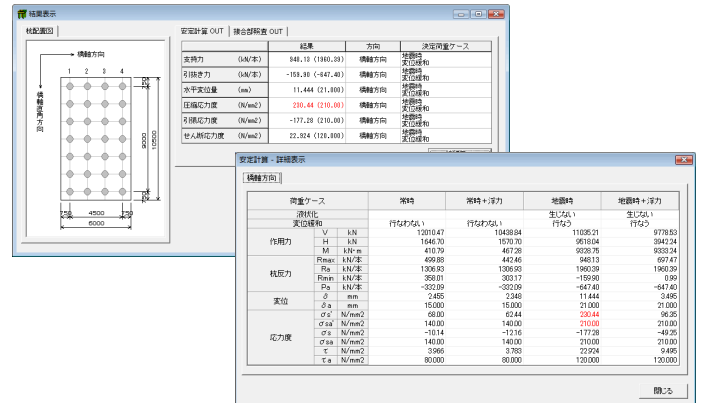 結果表示
杭配置図
橋軸方向
1 2 3 4
橋軸直角方向
750
9000
10500
750
750 4500 750
6000
安定計算 OUT 接合部照査 OUT
結果 方向 決定荷重ケース
支持力 (kN/本) 948.13 (1960.39) 橋軸方向 地震時 変位緩和
引抜き力 (kN/本) -159.90 (-647.40) 橋軸方向 地震時 変位緩和
水平変位量 (mm) 11.444 (21.000) 橋軸方向 地震時 変位緩和
圧縮応力度 (N/mm2) 230.44 (210.00) 橋軸方向 地震時 変位緩和
引張応力度 (N/mm2) -177.28 (210.00) 橋軸方向 地震時 変位緩和
せん断応力度 (N/mm2) 22.924 (120.000) 橋軸方向 地震時 変位緩和
安定計算 - 詳細表示
橋軸方向
荷重ケース 常時 常時+浮力 地震時 地震時+浮力
液状化 生じない 生じない
変位緩和 行なわない 行なわない 行なう 行なう
作用力 V kN 12010.47 10438.84 11035.21 9778.53
H kN 1646.70 1570.70 9518.04 3942.24
M kN・m 410.79 467.28 9328.75 9333.24
杭反力 Rmax kN/本 499.88 442.46 948.13 697.47
Ra kN/本 1306.93 1306.93 1960.39 1960.39
Rmin kN/本 358.01 303.17 -159.90 0.99
Pa kN/本 -332.09 -332.09 -647.40 -647.40
変位 δ mm 2.455 2.348 11.444 3.495
δa mm 15.000 15.000 21.000 21.000
応力度 σs' N/mm2 68.00 62.44 230.44 96.35
σsa' N/mm2 140.00 140.00 210.00 210.00
σs N/mm2 -10.14 -12.16 -177.28 -49.25
σsa N/mm2 140.00 140.00 210.00 210.00
τ N/mm2 3.966 3.783 22.924 9.495
τa N/mm2 80.000 80.000 120.000 120.000
閉じる